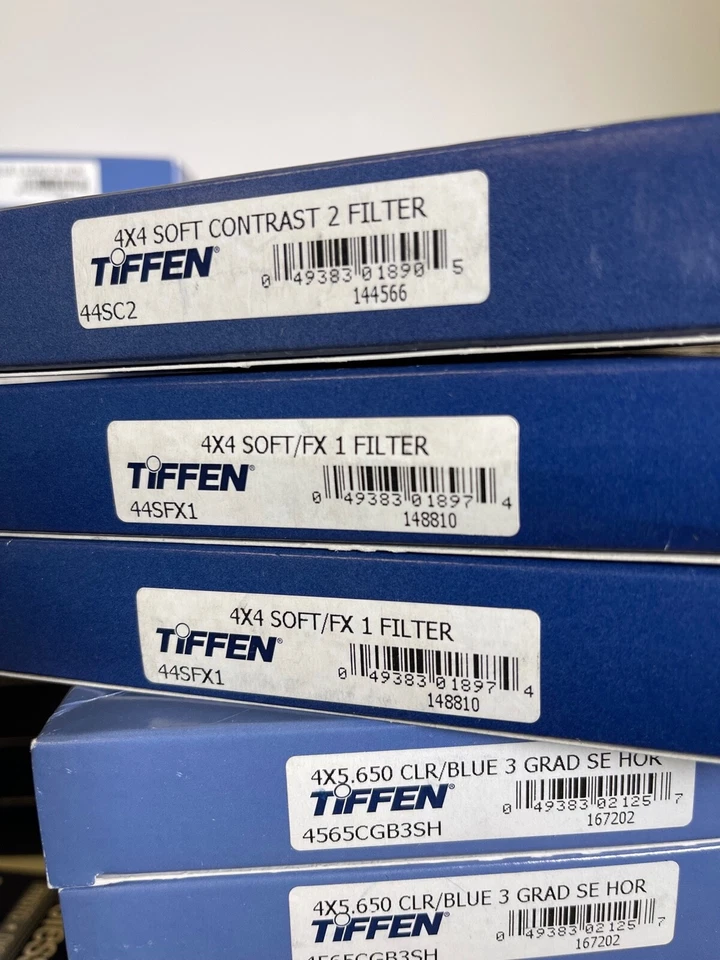 4X4 SOFT CONTRAST 2 FILTER
TIFFEN®
0 49383 01890 5
44SC2
144566
4X4 SOFT/FX 1 FILTER
TIFFEN®
0 49383 01897 4
44SFX1
148810
4X4 SOFT/FX 1 FILTER
TIFFEN®
0 49383 01897 4
44SFX1
148810
4X5.650 CLR/BLUE 3 GRAD SE HOR
TIFFEN®
0 49383 02125 7
4565CGB3SH
167202
4X5.650 CLR/BLUE 3 GRAD SE HOR
TIFFEN®
0 49383 02125 7
4565CGB3SH
167202